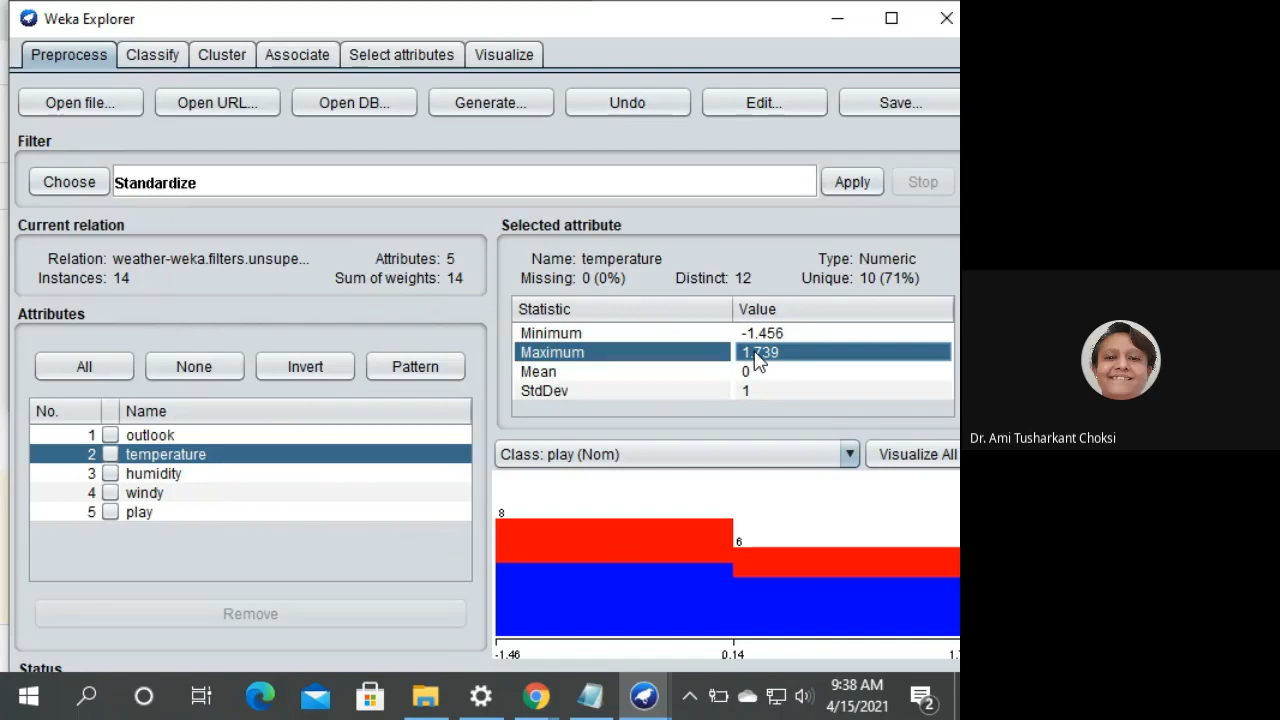 Weka Explorer
Preprocess Classify Cluster Associate Select attributes Visualize
Open file... Open URL... Open DB... Generate... Undo Edit... Save...
Filter
Choose Standardize Apply Stop
Current relation
Relation: weather-weka.filters.unsupe... Attributes: 5
Instances: 14 Sum of weights: 14
Selected attribute
Name: temperature Type: Numeric
Missing: 0 (0%) Distinct: 12 Unique: 10 (71%)
Statistic Value
Minimum -1.456
Maximum 1.739
Mean 0
StdDev 1
Attributes
All None Invert Pattern
No. Name
1 outlook
2 temperature
3 humidity
4 windy
5 play
Remove
Class: play (Nom) Visualize All
8
6
-1.46 0.14 1.
Status
9:38 AM
4/15/2021
2
Dr. Ami Tusharkant Choksi